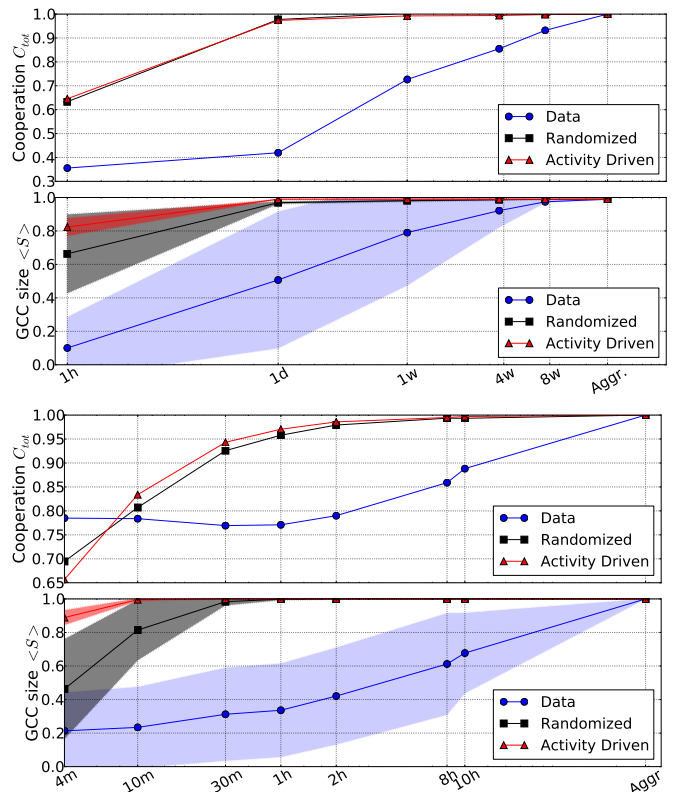 Cooperation C_tot
1.0
0.9
0.8
0.7
0.6
0.5
0.4
0.3
Data
Randomized
Activity Driven
GCC size <S>
1.0
0.8
0.6
0.4
0.2
0.0
Data
Randomized
Activity Driven
1h
1d
1w
4w
8w
Aggr.
Cooperation C_tot
1.00
0.95
0.90
0.85
0.80
0.75
0.70
0.65
Data
Randomized
Activity Driven
GCC size <S>
1.0
0.8
0.6
0.4
0.2
0.0
Data
Randomized
Activity Driven
4m
10m
30m
1h
2h
8h
10h
Aggr